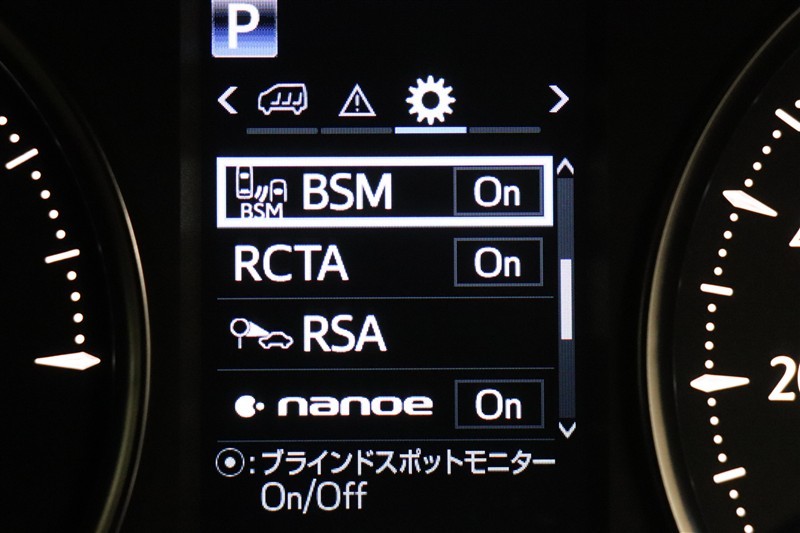 P
BSM BSM On
RCTA On
RSA
nanoe On
: ブラインドスポットモニター
On/Off